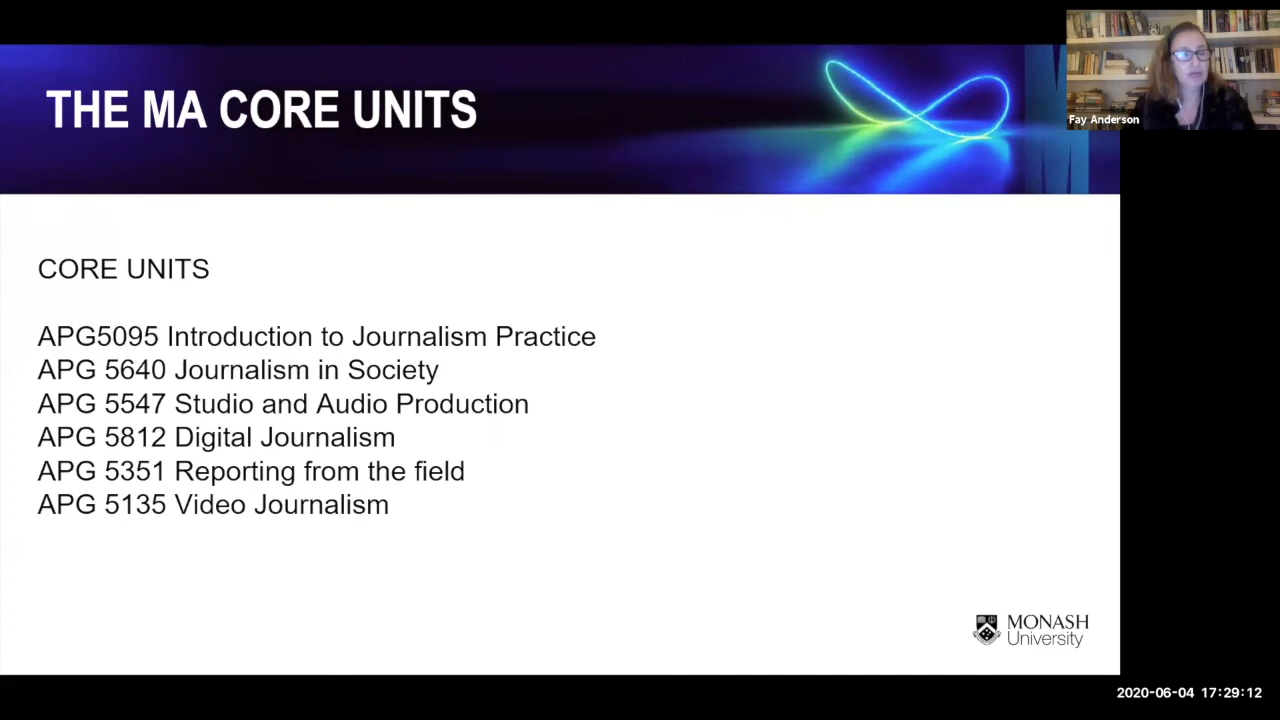 THE MA CORE UNITS
Fay Anderson
CORE UNITS
APG5095 Introduction to Journalism Practice
APG 5640 Journalism in Society
APG 5547 Studio and Audio Production
APG 5812 Digital Journalism
APG 5351 Reporting from the field
APG 5135 Video Journalism
MONASH
University
2020-06-04 17:29:12